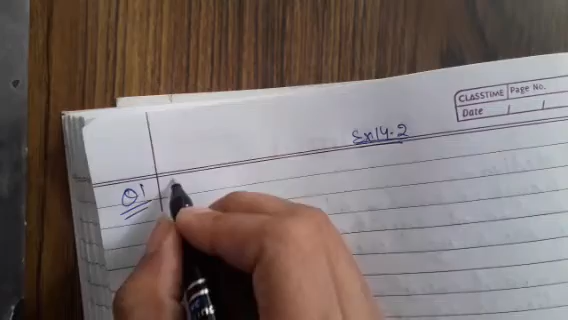 CLASSTIME Page No.
Date / /
Ex 14.2
Q1